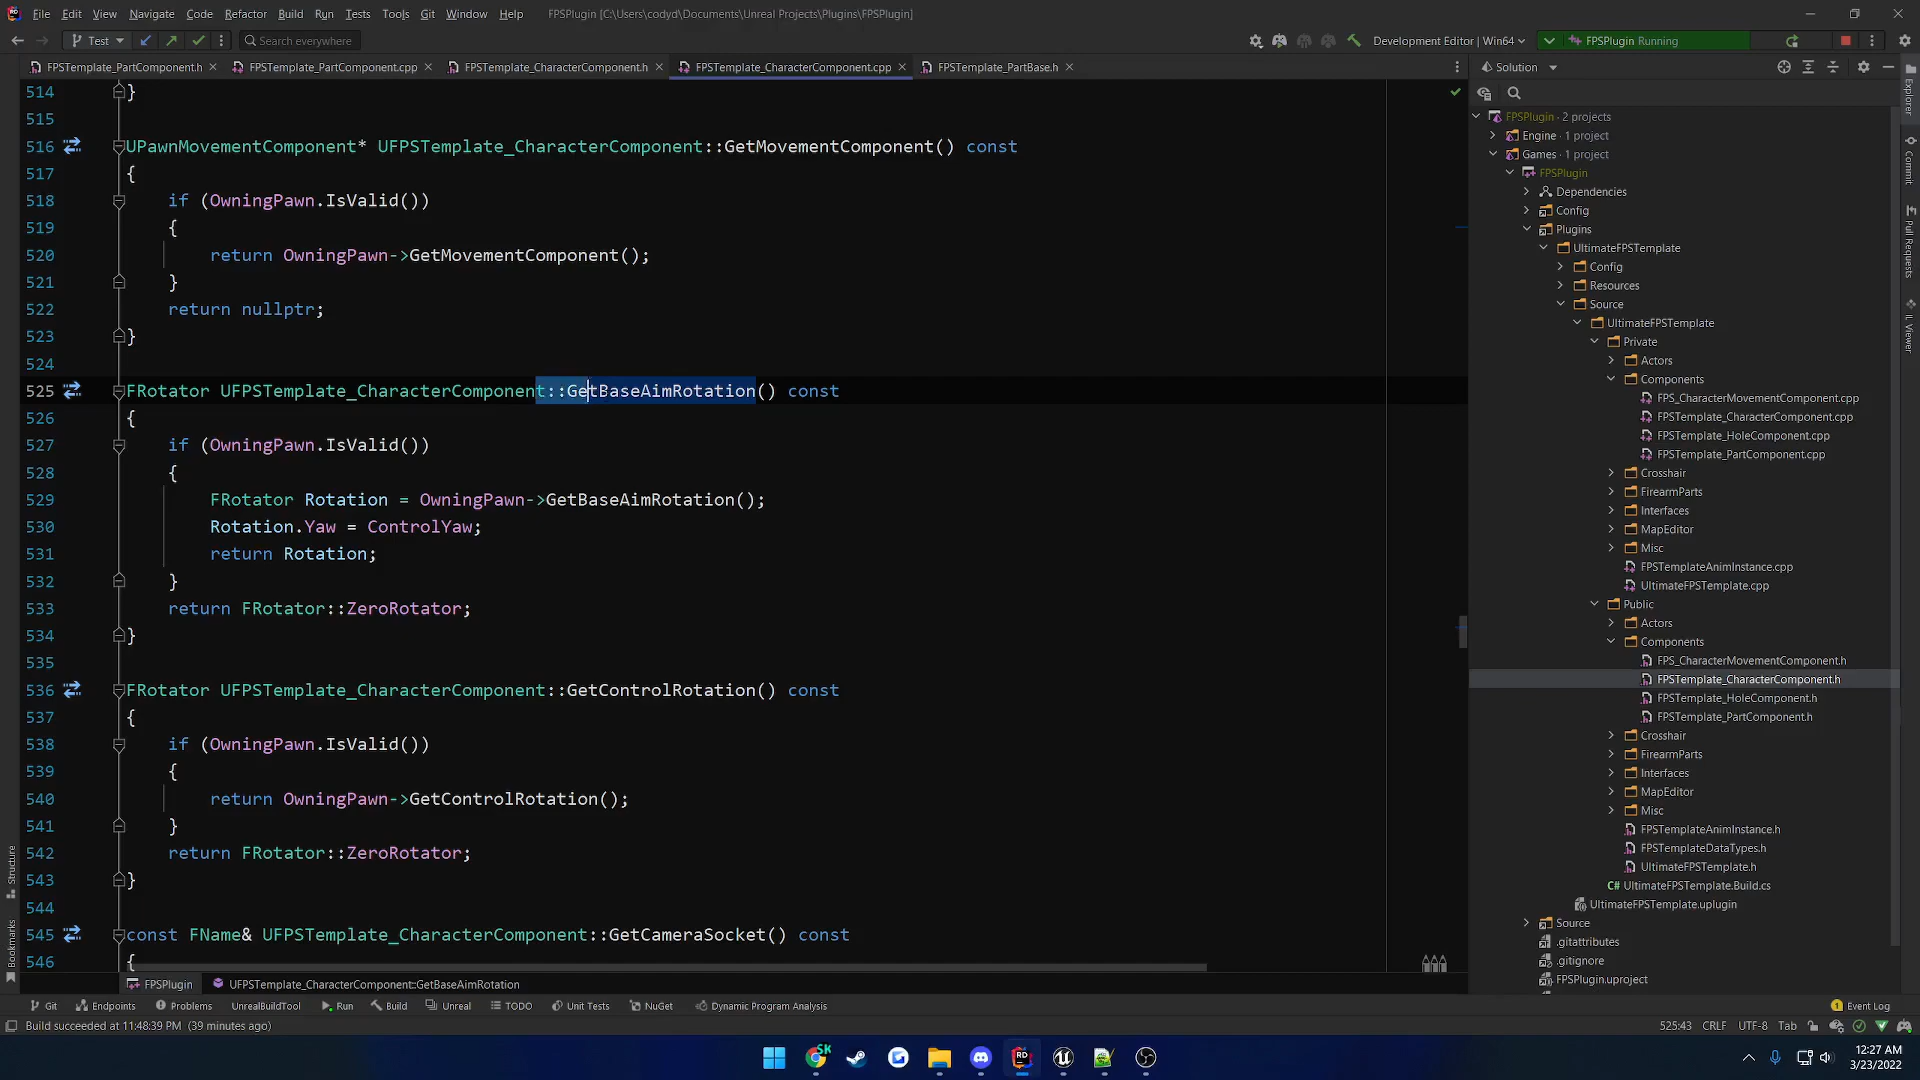 File Edit View Navigate Code Refactor Build Run Tests Tools Git Window Help FPSPlugin [C:\Users\codyd\Documents\Unreal Projects\Plugins\FPSPlugin]
Test Search everywhere Development Editor | Win64 FPSPlugin Running
FPSTemplate_PartComponent.h FPSTemplate_PartComponent.cpp FPSTemplate_CharacterComponent.h FPSTemplate_CharacterComponent.cpp FPSTemplate_PartBase.h
514 }
515
516 UPawnMovementComponent* UFPSTemplate_CharacterComponent::GetMovementComponent() const
517 {
518 if (OwningPawn.IsValid())
519 {
520 return OwningPawn->GetMovementComponent();
521 }
522 return nullptr;
523 }
524
525 FRotator UFPSTemplate_CharacterComponent::GetBaseAimRotation() const
526 {
527 if (OwningPawn.IsValid())
528 {
529 FRotator Rotation = OwningPawn->GetBaseAimRotation();
530 Rotation.Yaw = ControlYaw;
531 return Rotation;
532 }
533 return FRotator::ZeroRotator;
534 }
535
536 FRotator UFPSTemplate_CharacterComponent::GetControlRotation() const
537 {
538 if (OwningPawn.IsValid())
539 {
540 return OwningPawn->GetControlRotation();
541 }
542 return FRotator::ZeroRotator;
543 }
544
545 const FName& UFPSTemplate_CharacterComponent::GetCameraSocket() const
546 {
FPSPlugin UFPSTemplate_CharacterComponent::GetBaseAimRotation
Solution
FPSPlugin · 2 projects
Engine · 1 project
Games · 1 project
FPSPlugin
Dependencies
Config
Plugins
UltimateFPSTemplate
Config
Resources
Source
UltimateFPSTemplate
Private
Actors
Components
FPS_CharacterMovementComponent.cpp
FPSTemplate_CharacterComponent.cpp
FPSTemplate_HoleComponent.cpp
FPSTemplate_PartComponent.cpp
Crosshair
FirearmParts
Interfaces
MapEditor
Misc
FPSTemplateAnimInstance.cpp
UltimateFPSTemplate.cpp
Public
Actors
Components
FPS_CharacterMovementComponent.h
FPSTemplate_CharacterComponent.h
FPSTemplate_HoleComponent.h
FPSTemplate_PartComponent.h
Crosshair
FirearmParts
Interfaces
MapEditor
Misc
FPSTemplateAnimInstance.h
FPSTemplateDataTypes.h
UltimateFPSTemplate.h
C# UltimateFPSTemplate.Build.cs
UltimateFPSTemplate.uplugin
Source
.gitattributes
.gitignore
FPSPlugin.uproject
Explorer
Commit
Pull Requests
IL Viewer
Structure
Bookmarks
Git Endpoints Problems UnrealBuildTool Run Build Unreal TODO Unit Tests NuGet Dynamic Program Analysis 1 Event Log
Build succeeded at 11:48:39 PM (39 minutes ago) 525:43 CRLF UTF-8 Tab
12:27 AM
3/23/2022